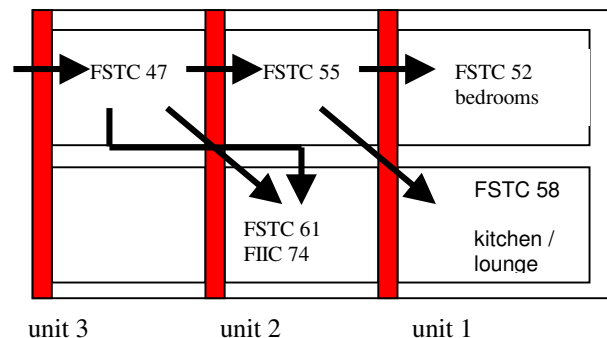 FSTC 47
FSTC 55
FSTC 52
bedrooms
FSTC 61
FIIC 74
FSTC 58
kitchen /
lounge
unit 3
unit 2
unit 1